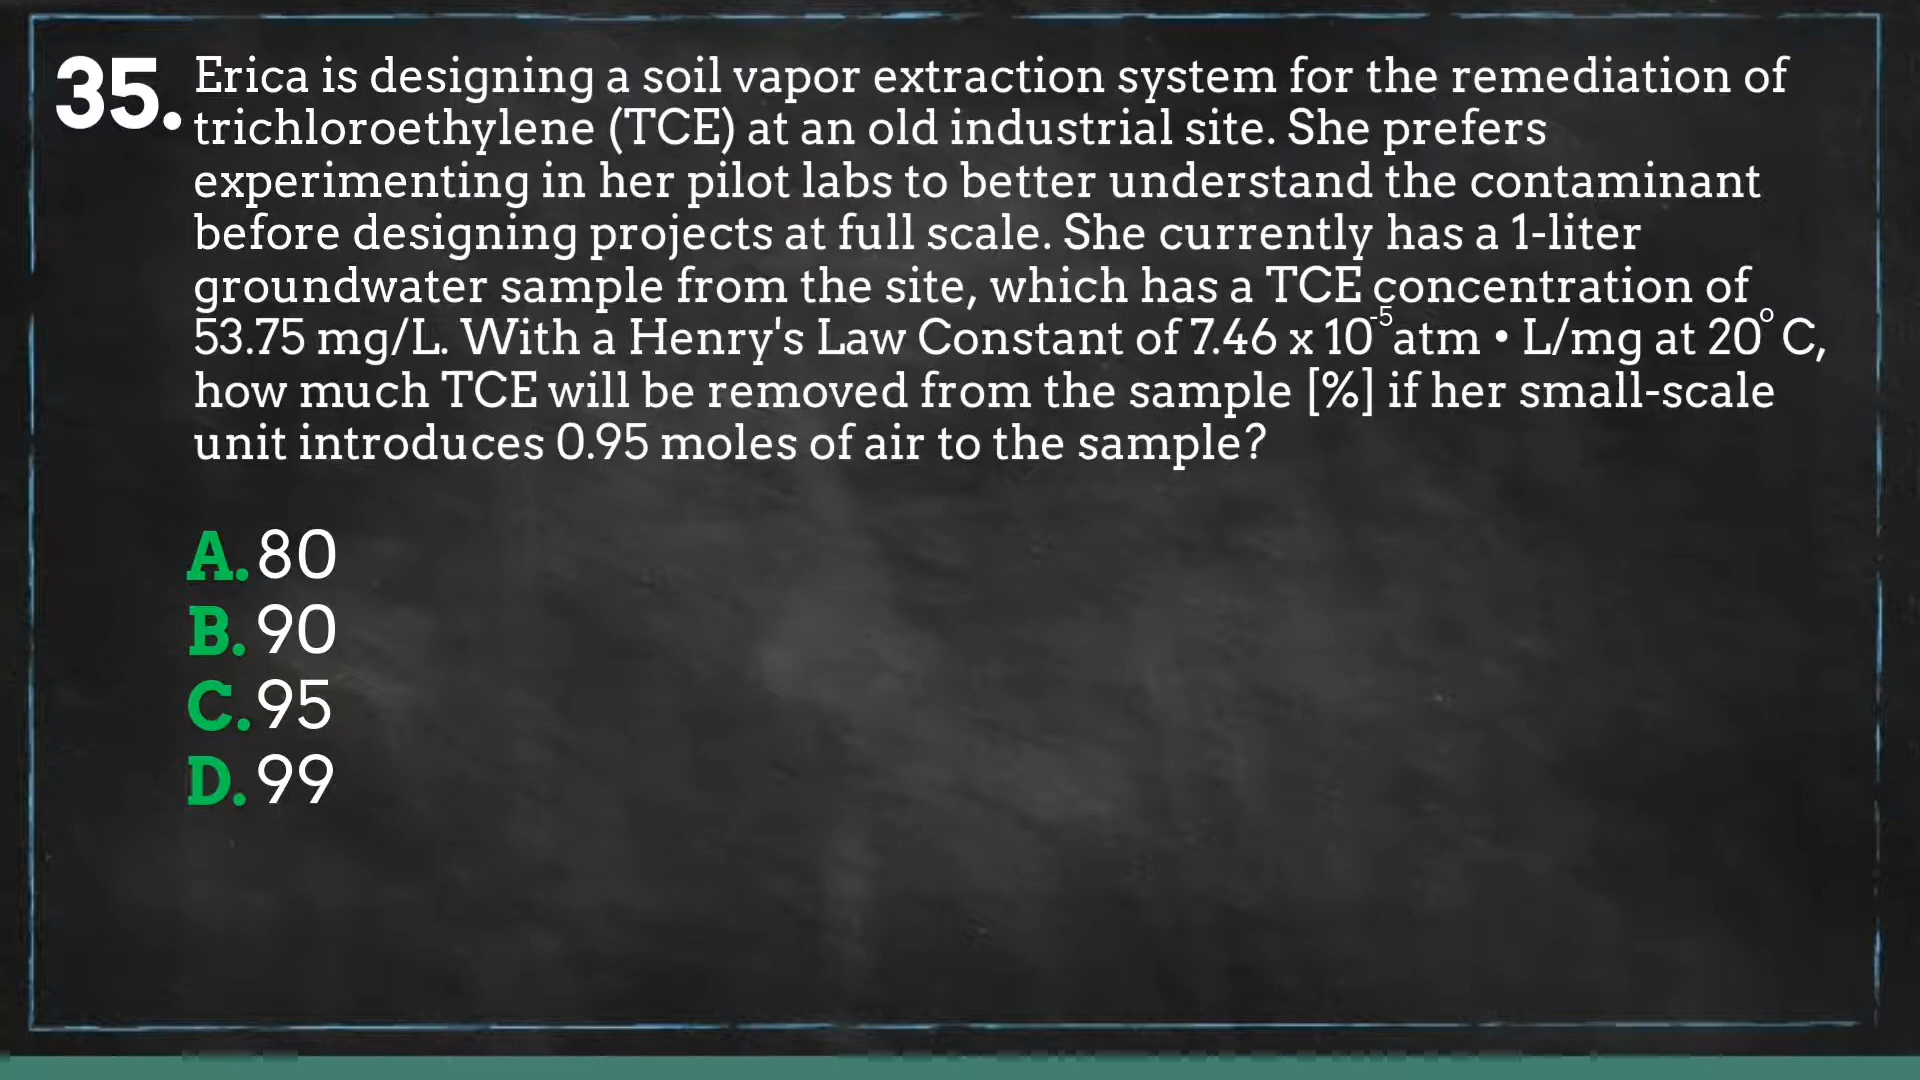 35. Erica is designing a soil vapor extraction system for the remediation of
trichloroethylene (TCE) at an old industrial site. She prefers
experimenting in her pilot labs to better understand the contaminant
before designing projects at full scale. She currently has a 1-liter
groundwater sample from the site, which has a TCE concentration of
53.75 mg/L. With a Henry's Law Constant of 7.46 x 10⁻⁵ atm • L/mg at 20° C,
how much TCE will be removed from the sample [%] if her small-scale
unit introduces 0.95 moles of air to the sample?
A. 80
B. 90
C. 95
D. 99